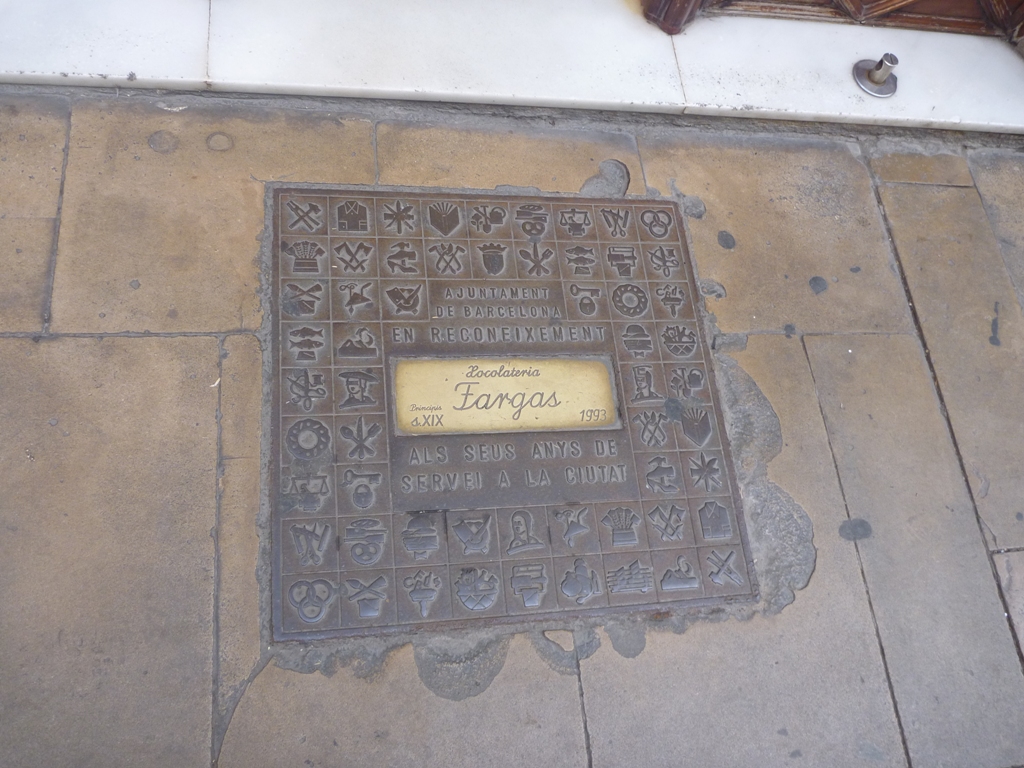 AJUNTAMENT
DE BARCELONA
EN RECONEIXEMENT
Xocolateria
Fargas
Principis
s.XIX
1993
ALS SEUS ANYS DE
SERVEI A LA CIUTAT